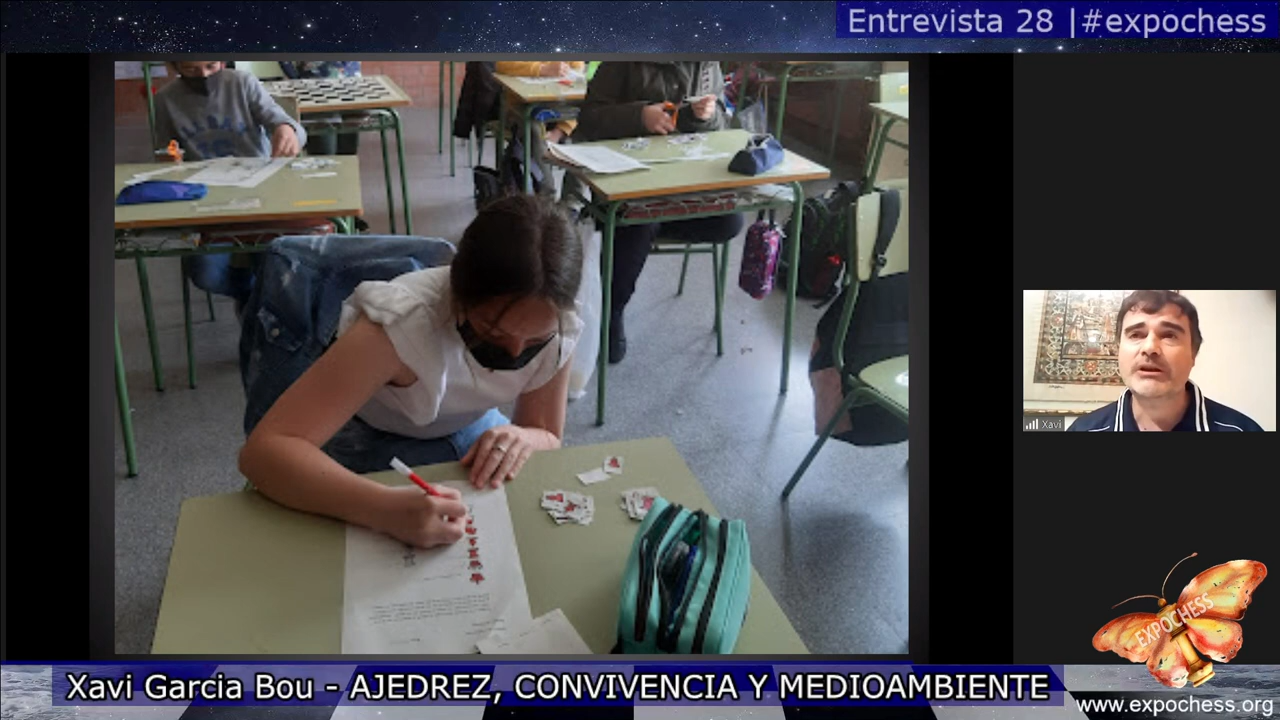 Entrevista 28 |#expochess
Xavi
EXPOCHESS
Xavi Garcia Bou - AJEDREZ, CONVIVENCIA Y MEDIOAMBIENTE
www.expochess.org